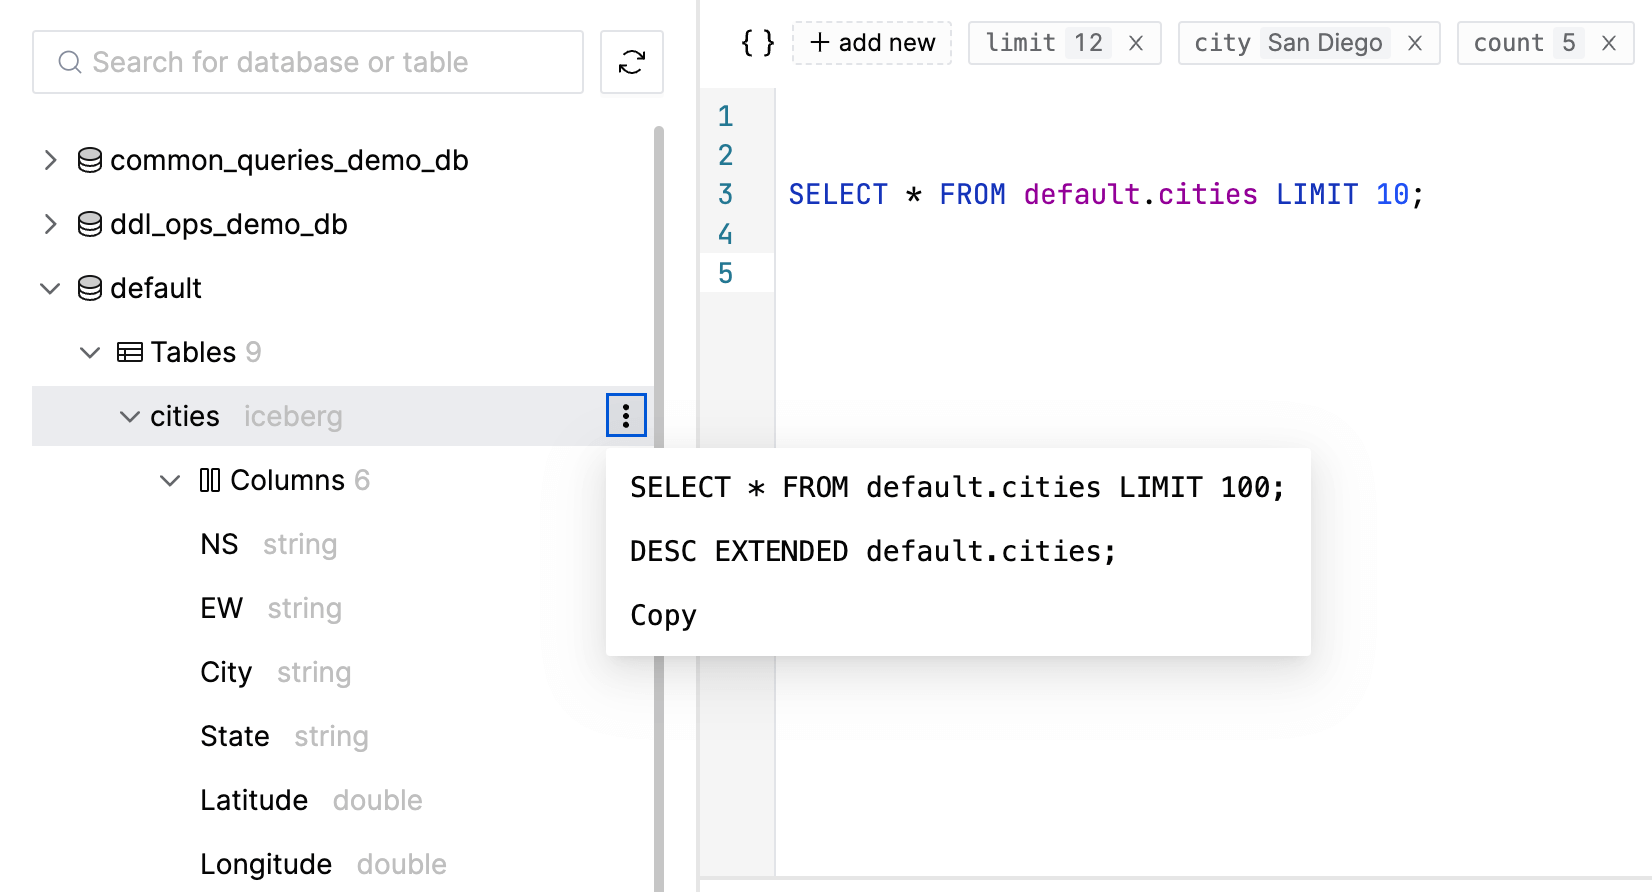 Search for database or table
common_queries_demo_db
ddl_ops_demo_db
default
Tables 9
cities iceberg
Columns 6
NS string
EW string
City string
State string
Latitude double
Longitude double
{ } + add new limit 12 × city San Diego × count 5 ×
1
2
3 SELECT * FROM default.cities LIMIT 10;
4
5
SELECT * FROM default.cities LIMIT 100;
DESC EXTENDED default.cities;
Copy